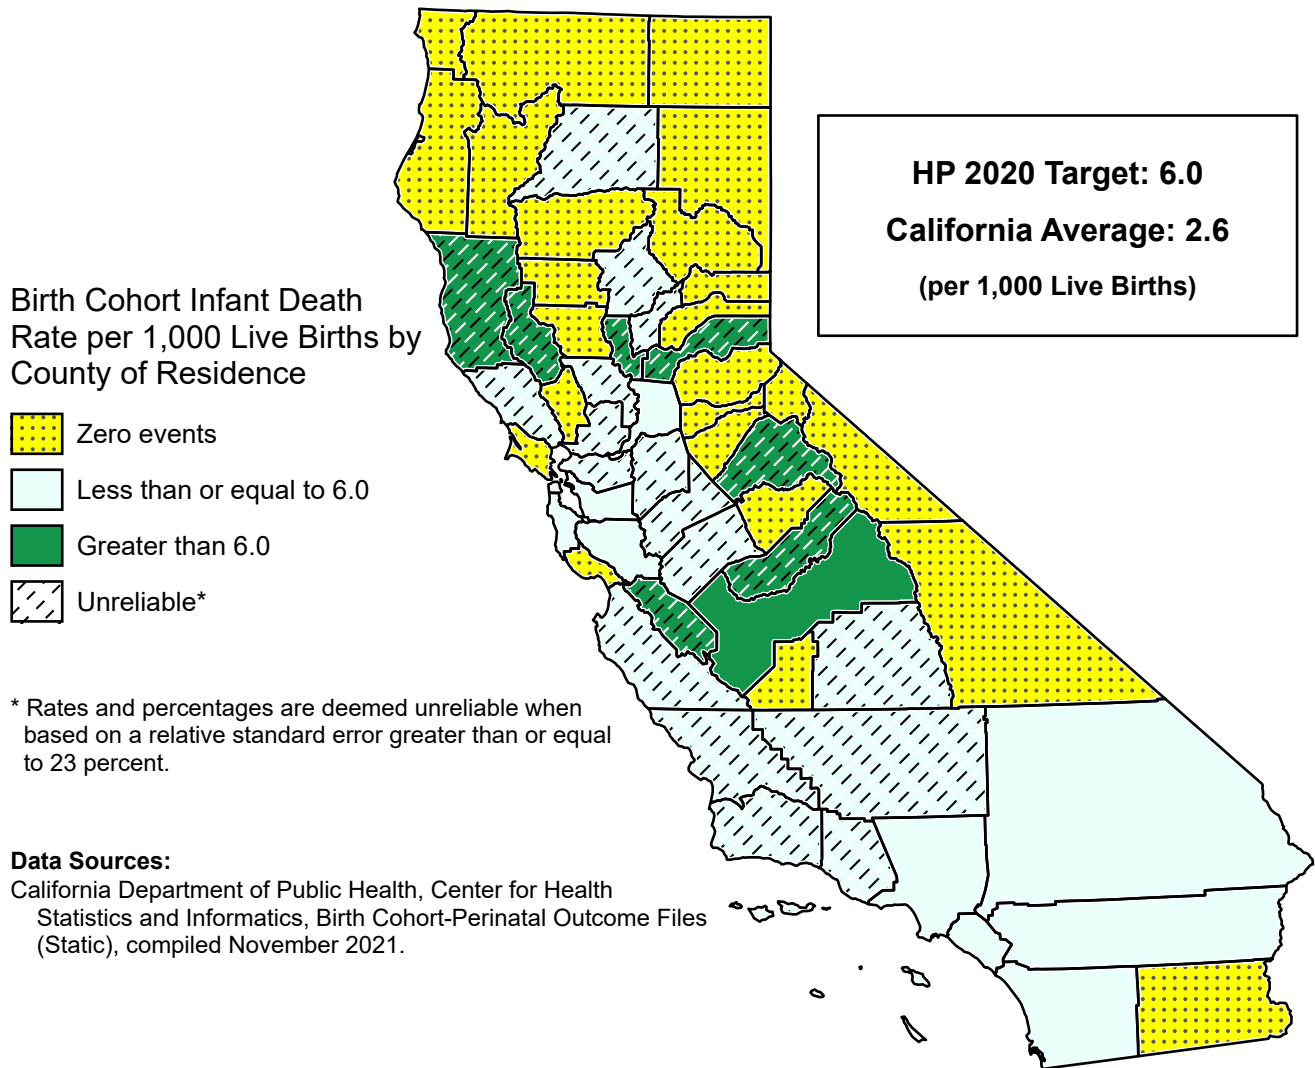 HP 2020 Target: 6.0
California Average: 2.6
(per 1,000 Live Births)
Birth Cohort Infant Death
Rate per 1,000 Live Births by
County of Residence
Zero events
Less than or equal to 6.0
Greater than 6.0
Unreliable*
* Rates and percentages are deemed unreliable when
based on a relative standard error greater than or equal
to 23 percent.
Data Sources:
California Department of Public Health, Center for Health
Statistics and Informatics, Birth Cohort-Perinatal Outcome Files
(Static), compiled November 2021.